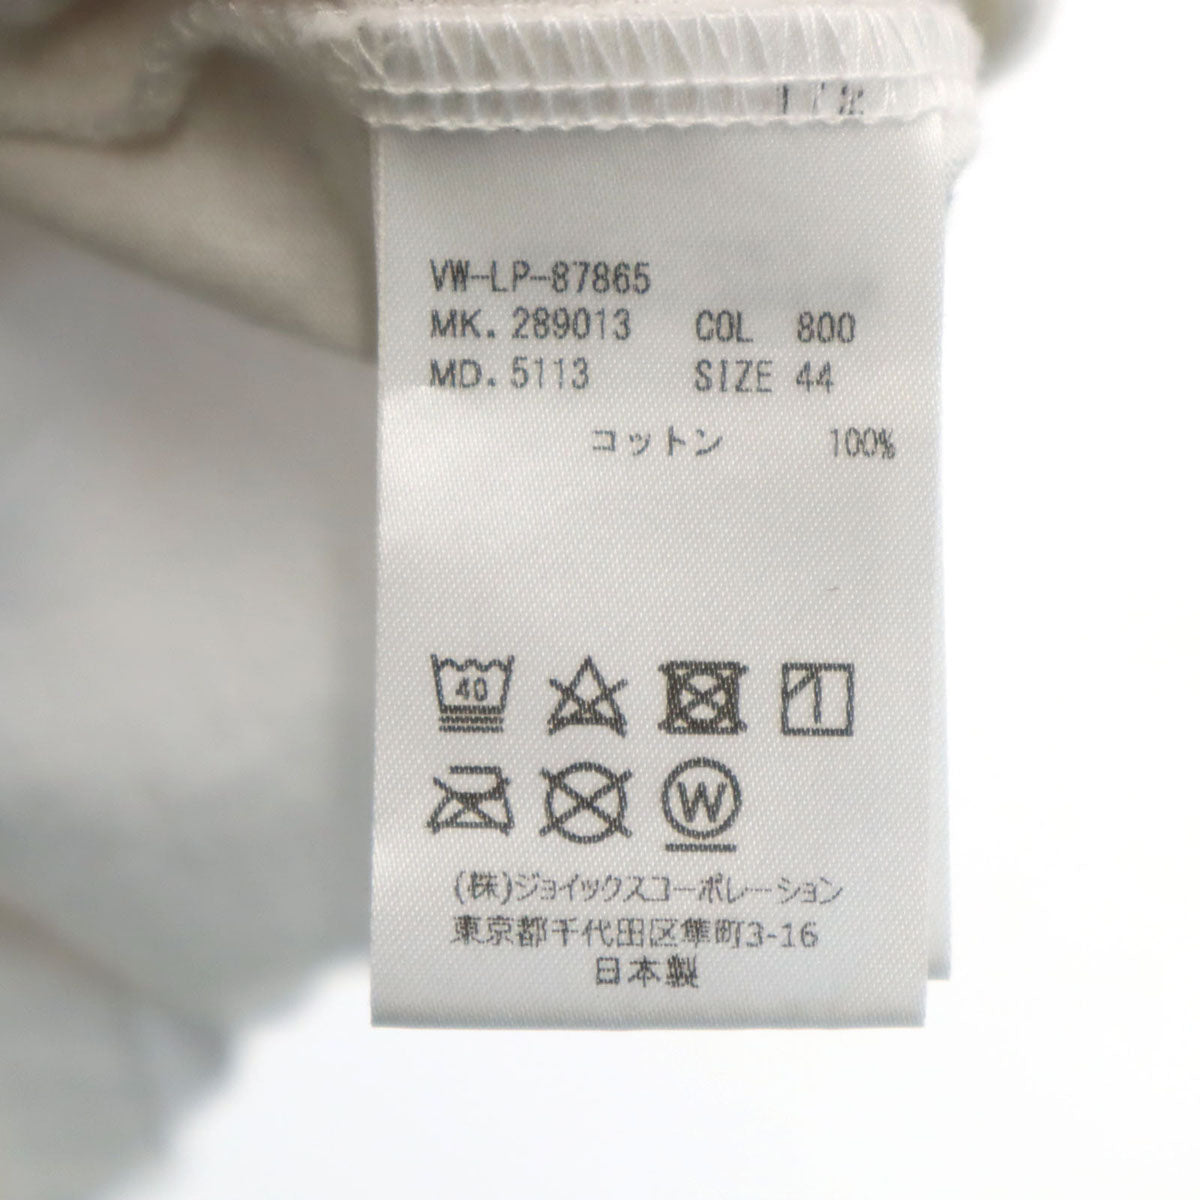 VW-LP-87865
MK. 289013 COL 800
MD. 5113 SIZE 44
コットン 100%
40
W
(株)ジョイックスコーポレーション
東京都千代田区隼町3-16
日本製